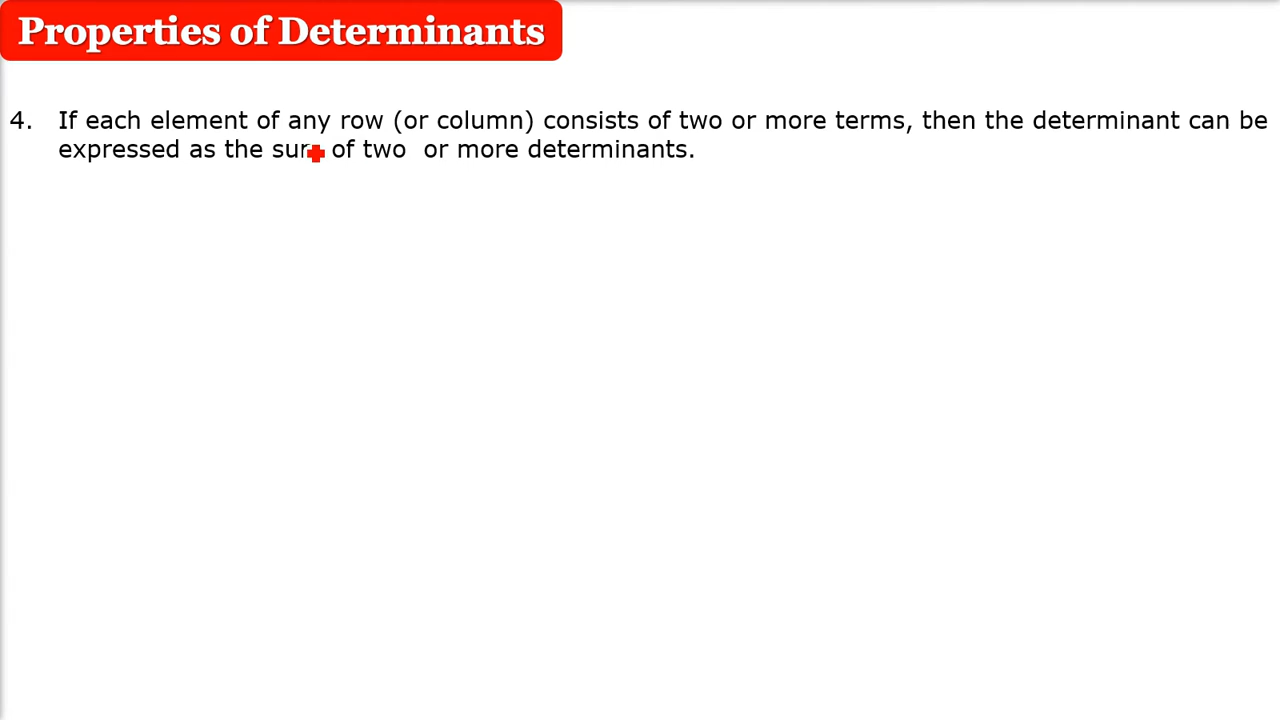 Properties of Determinants
4. If each element of any row (or column) consists of two or more terms, then the determinant can be
expressed as the sum of two or more determinants.